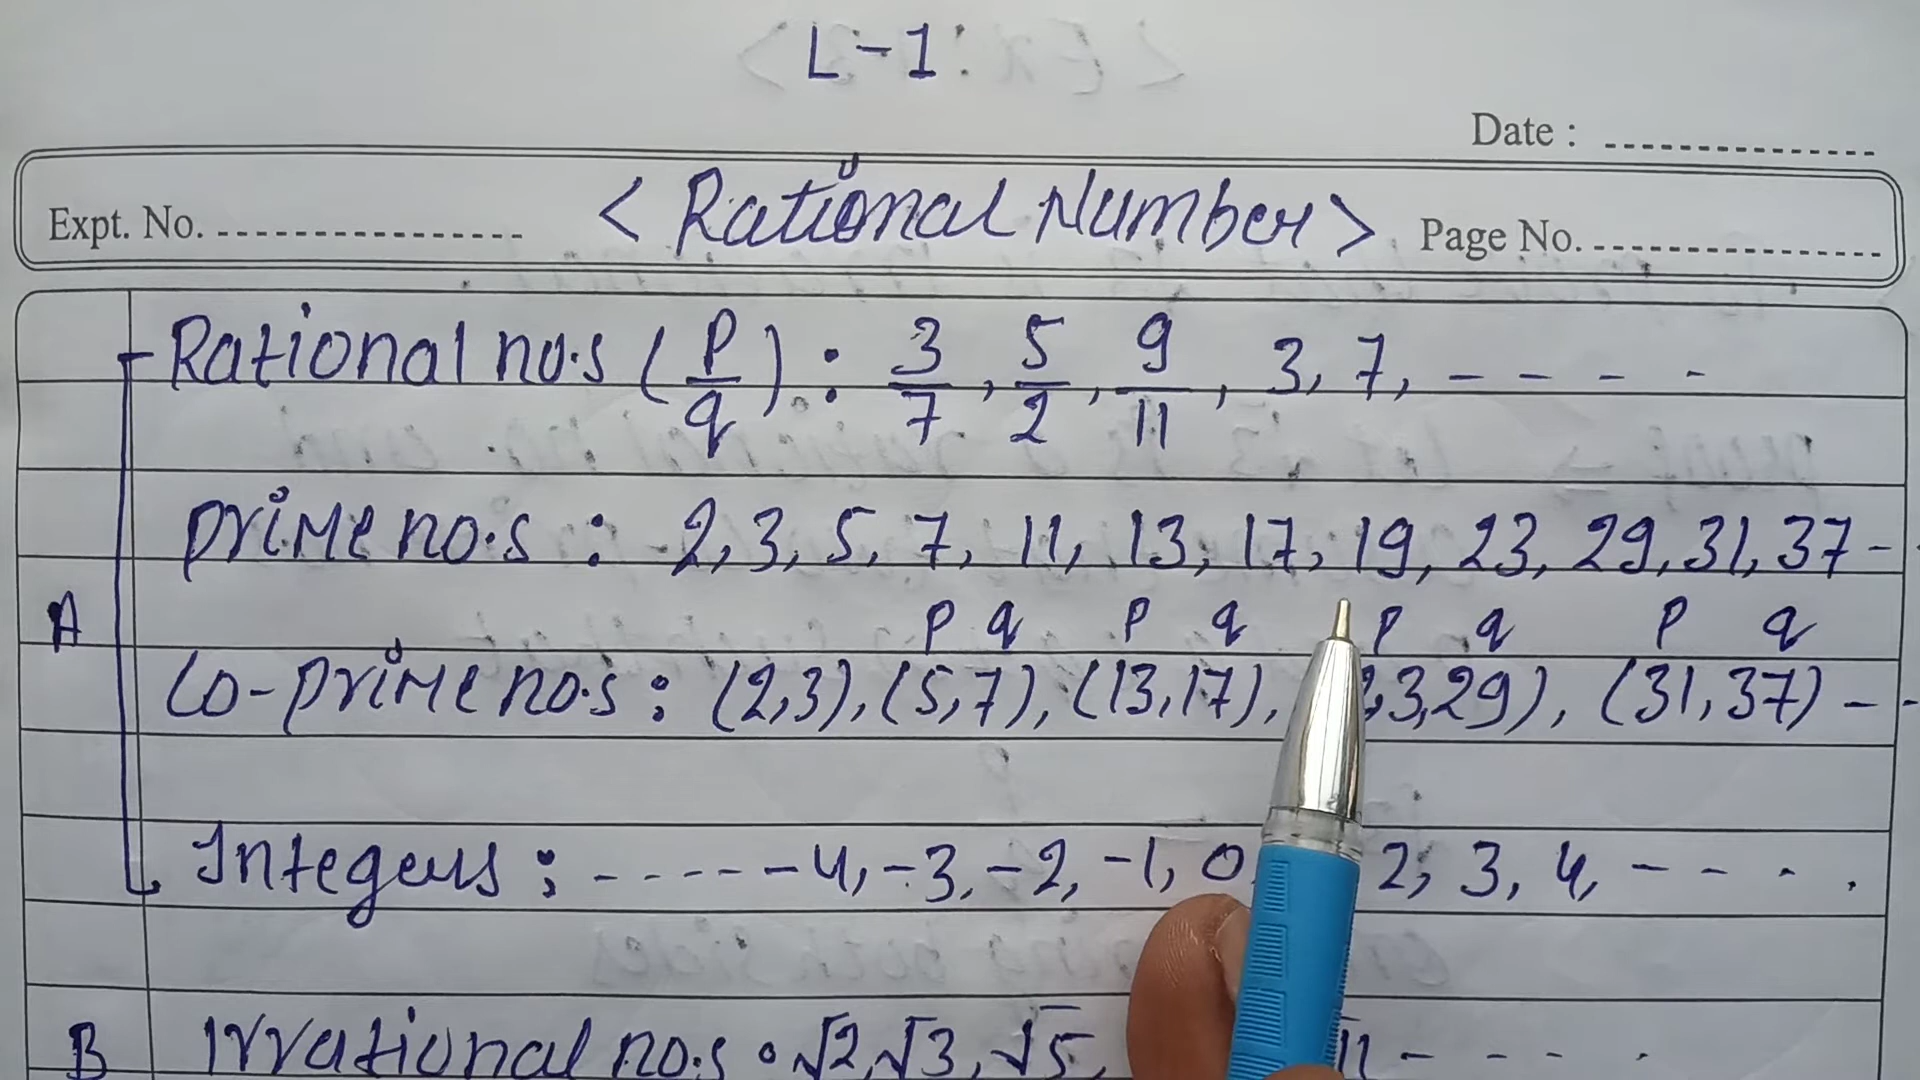 L-1:
Date :
Expt. No. <Rational Number> Page No.
Rational no.s (p/q) : 3/7, 5/2, 9/11, 3, 7, - - - -
prime no.s : 2, 3, 5, 7, 11, 13, 17, 19, 23, 29, 31, 37 -
p q p q p q p q
A
Co-prime no.s : (2,3), (5,7), (13,17), 3,29), (31,37) - -
Integers : - - - - - -4, -3, -2, -1, 0, 2, 3, 4, - - - .
B Irrational no.s : √2, √3, √5, √11 - - - - .